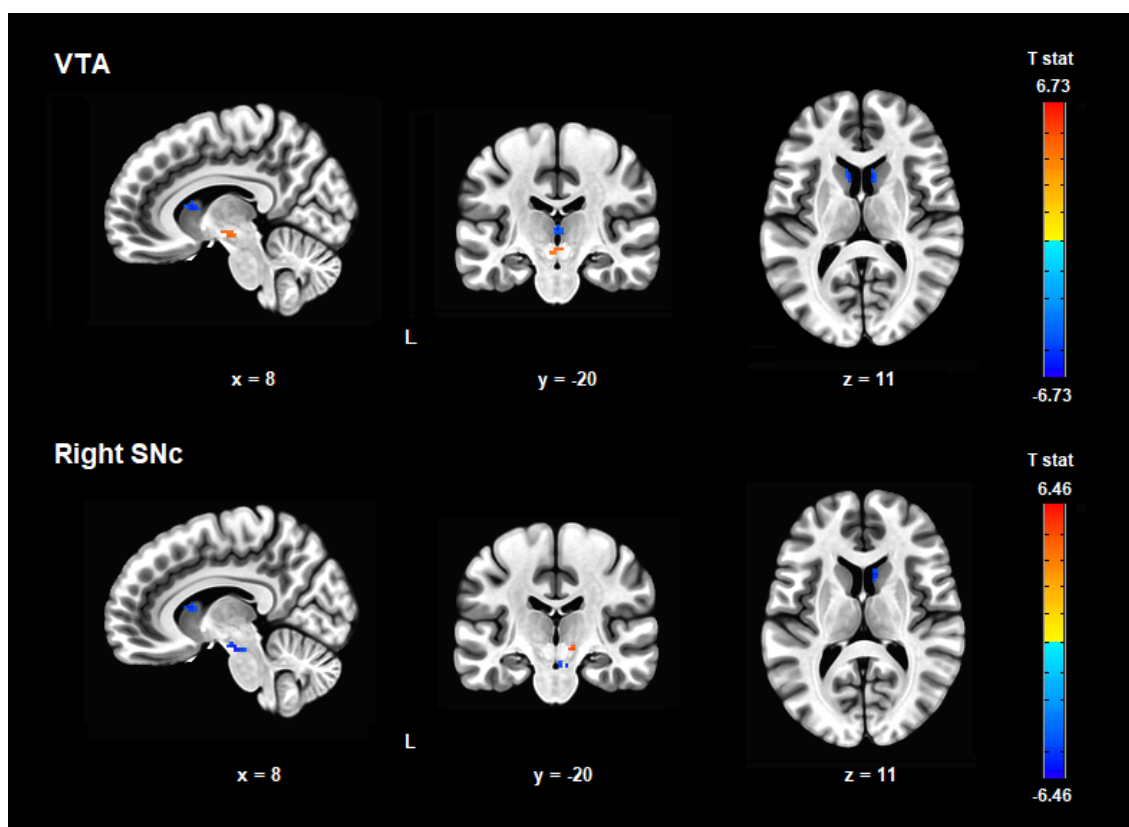 VTA
T stat
6.73
L
x = 8
y = -20
z = 11
-6.73
Right SNc
T stat
6.46
L
x = 8
y = -20
z = 11
-6.46